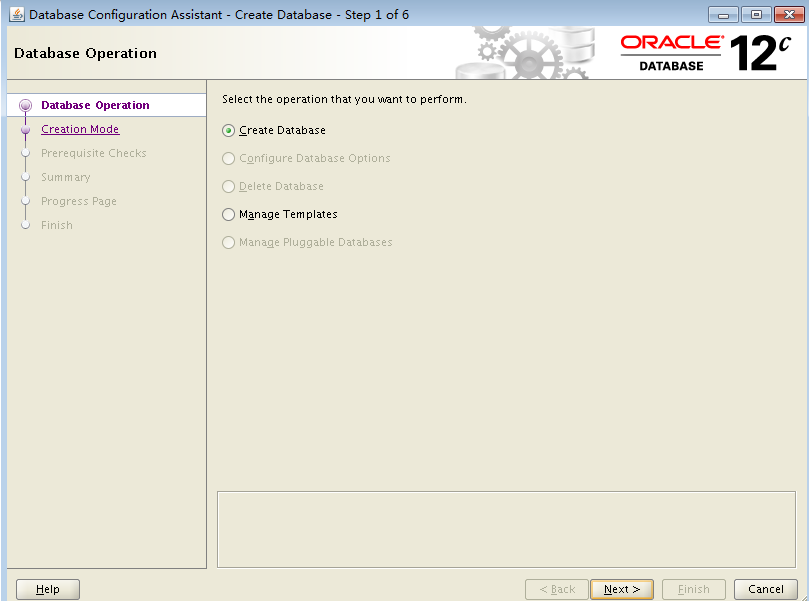 Database Configuration Assistant - Create Database - Step 1 of 6
Database Operation
ORACLE
DATABASE
12c
Database Operation
Creation Mode
Prerequisite Checks
Summary
Progress Page
Finish
Select the operation that you want to perform.
Create Database
Configure Database Options
Delete Database
Manage Templates
Manage Pluggable Databases
Help
< Back
Next >
Finish
Cancel